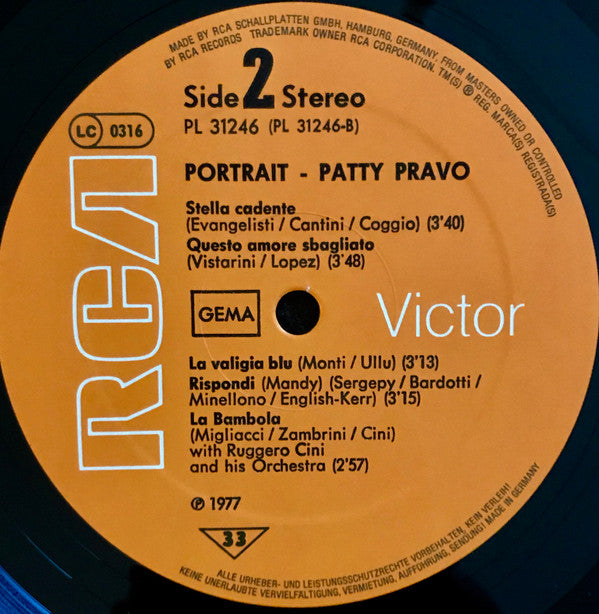 MADE BY RCA SCHALLPLATTEN GMBH, HAMBURG, GERMANY, FROM MASTERS OWNED OR CONTROLLED
BY RCA RECORDS TRADEMARK OWNER RCA CORPORATION. TM(S) ® REG. MARCA(S) REGISTRADA(S)
Side 2 Stereo
PL 31246 (PL 31246-B)
LC 0316
RCA
PORTRAIT - PATTY PRAVO
Stella cadente
(Evangelisti / Cantini / Coggio) (3'40)
Questo amore sbagliato
(Vistarini / Lopez) (3'48)
GEMA
Victor
La valigia blu (Monti / Ullu) (3'13)
Rispondi (Mandy) (Sergepy / Bardotti /
Minellono / English-Kerr) (3'15)
La Bambola
(Migliacci / Zambrini / Cini)
with Ruggero Cini
and his Orchestra (2'57)
℗ 1977
33
ALLE URHEBER- UND LEISTUNGSSCHUTZRECHTE VORBEHALTEN, KEIN VERLEIH!
KEINE UNERLAUBTE VERVIELFÄLTIGUNG, VERMIETUNG, AUFFÜHRUNG, SENDUNG! MADE IN GERMANY